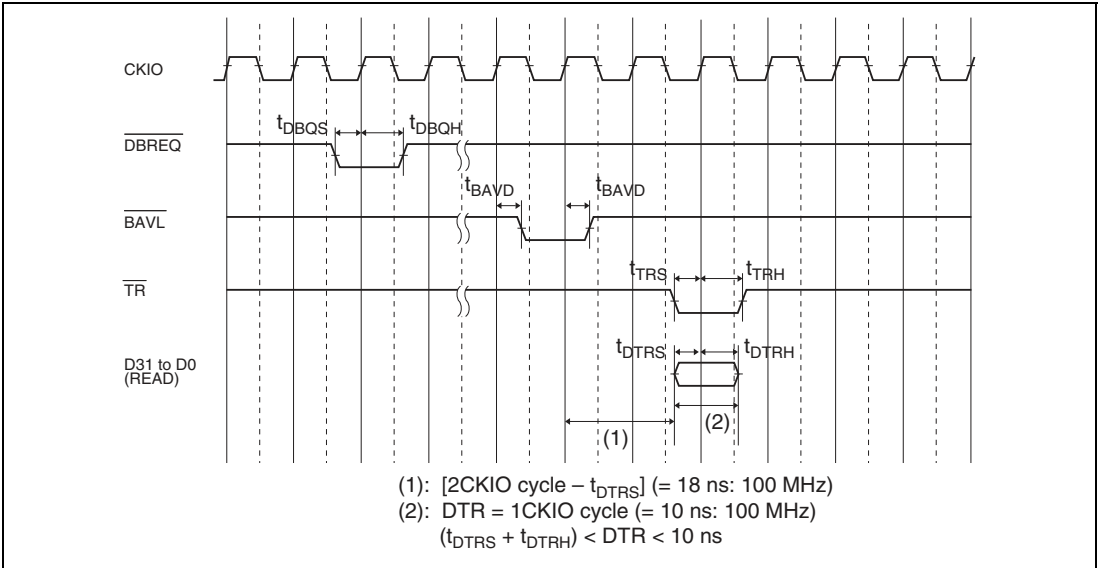 CKIO
DBREQ
tDBQS
tDBQH
BAVL
tBAVD
tBAVD
TR
tTRS
tTRH
D31 to D0
(READ)
tDTRS
tDTRH
(1)
(2)
(1): [2CKIO cycle – tDTRS] (= 18 ns: 100 MHz)
(2): DTR = 1CKIO cycle (= 10 ns: 100 MHz)
(tDTRS + tDTRH) < DTR < 10 ns